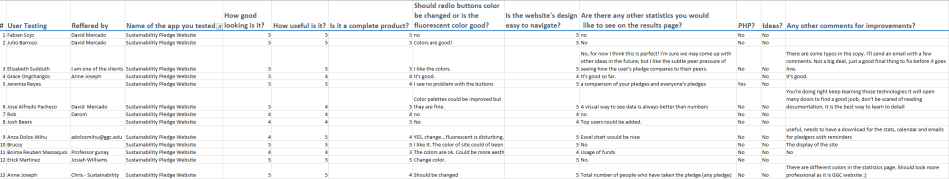 Should radio buttons color
How good be changed or is the Is the website's design Are there any other statistics you would
# User Testing Reffered by Name of the app you tested looking is it? How useful is it? Is it a complete product? fluorescent color good? easy to navigate? like to see on the results page? PHP? Ideas? Any other comments for improvements?
1 Fabian Sojo David Mercado Sustainability Pledge Website 5 5 5 no 5 no No No
2 Julio Barroso David Mercado Sustainability Pledge Website 5 5 5 Colors are good! 5 No No
No, for now I think this is perfect! I'm sure we may come up with There are some typos in the copy. I'll send an email with a few
other ideas in the future, but I like the subtle peer pressure of comments. Not a big deal, just a good final thing to fix before it goes
3 Elizabeth Sudduth I am one of the clients Sustainability Pledge Website 5 5 5 I like the colors. 5 seeing how the user's pledge compares to their peers. No No live.
4 Grace Ongchangco Anne Joseph Sustainability Pledge Website 5 4 5 It's good. 4 It's good so far. No No It's good.
5 Jeremia Reyes Sustainability Pledge Website 5 5 4 I see no problem with the buttons 5 a comparison of your pledges and everyone's pledges Yes No
You're doing right keep learning those technologies it will open
Color palettes could be improved but many doors to find a good joob, don't be scared of reading
6 Jose Alfredo Pacheco David Mercado Sustainability Pledge Website 4 4 3 they are fine. 5 A visual way to see data is always better than numbers No No documentation, it is the best way to learn to detail
7 Rob Darom Sustainability Pledge Website 4 4 4 no 4 no No No
8 Josh Beers Sustainability Pledge Website 4 5 5 No 4 Top users could be added. No No
useful, needs to have a download for the stats, calendar and emails
9 Anca Doloc-Mihu adolocmihu@ggc.edu Sustainability Pledge Website 4 5 4 YES, change...fluorescent is disturbing. 5 Excel chart would be nice No No for pledgers with reminders
10 Bruccy Sustainability Pledge Website 5 5 5 I like it. The color of site could of been 5 No No No The display of site
11 Boima Reuben Massaquoi Professor Im Sustainability Pledge Website 4 4 3 The colors are ok. Could be more aesth 4 Usage of funds No No No
12 Erick Martinez Josiah Williams Sustainability Pledge Website 5 5 5 Change color. 5 No. No No
There are different colors in the statistics page. Should look more
13 Anne Joseph Chris - Sustainability Sustainability Pledge Website 5 5 4 Should be changed 5 Total number of people who have taken the pledge (any pledge) No No professional as it is GGC website ;)